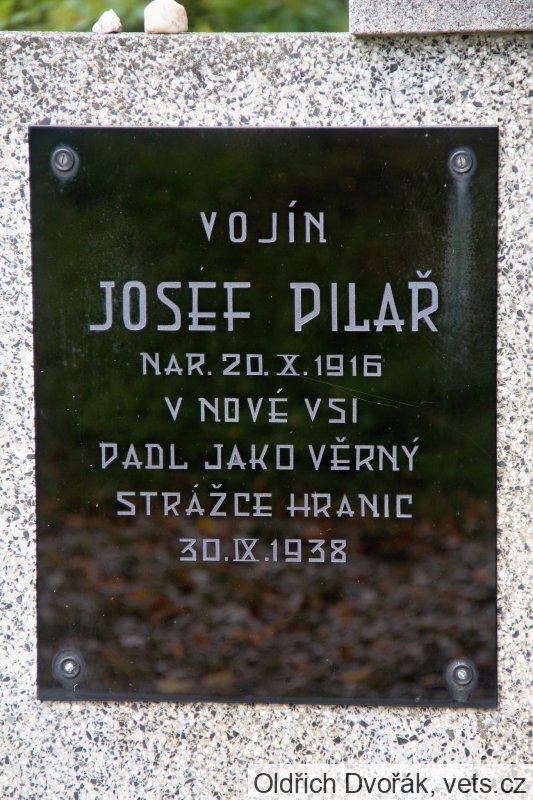 VOJÍN
JOSEF PILAŘ
NAR. 20. X. 1916
V NOVÉ VSI
PADL JAKO VĚRNÝ
STRÁŽCE HRANIC
30. IX. 1938
Oldřich Dvořák, vets.cz